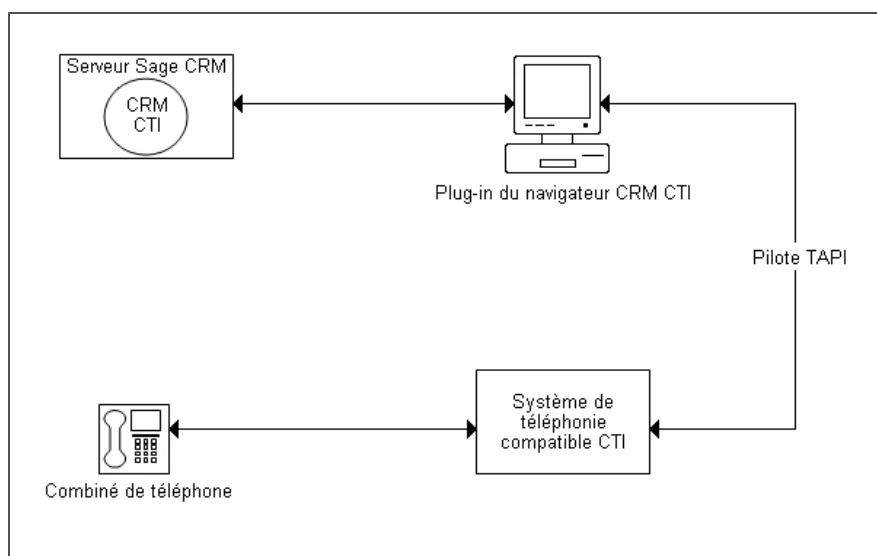 Serveur Sage CRM
CRM
CTI
Plug-in du navigateur CRM CTI
Pilote TAPI
Système de
téléphonie
compatible CTI
Combiné de téléphone